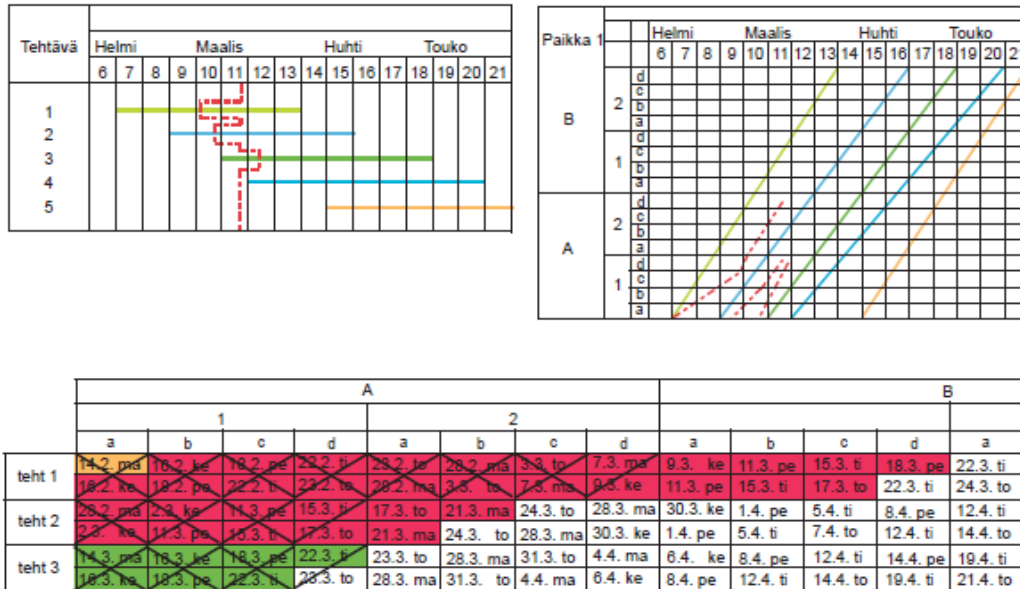 Tehtävä Helmi Maalis Huhti Touko
6 7 8 9 10 11 12 13 14 15 16 17 18 19 20 21
1
2
3
4
5
Paikka 1 Helmi Maalis Huhti Touko
6 7 8 9 10 11 12 13 14 15 16 17 18 19 20
B
2
d
c
b
a
1
d
c
b
a
A
2
d
c
b
a
1
d
c
b
a
A B
1 2
a b c d a b c d a b c d a
teht 1 14.2. ma 16.2. ke 18.2. pe 22.2. ti 23.2. to 28.2. ma 3.3. to 7.3. ma 9.3. ke 11.3. pe 15.3. ti 18.3. pe 22.3. ti
16.2. ke 18.2. pe 22.2. ti 23.2. to 28.2. ma 3.3. to 7.3. ma 9.3. ke 11.3. pe 15.3. ti 17.3. to 22.3. ti 24.3. to
teht 2 28.2. ma 2.3. ke 11.3. pe 15.3. ti 17.3. to 21.3. ma 24.3. to 28.3. ma 30.3. ke 1.4. pe 5.4. ti 8.4. pe 12.4. ti
2.3. ke 11.3. pe 15.3. ti 17.3. to 21.3. ma 24.3. to 28.3. ma 30.3. ke 1.4. pe 5.4. ti 7.4. to 12.4. ti 14.4. to
teht 3 14.3. ma 16.3. ke 18.3. pe 22.3. ti 23.3. to 28.3. ma 31.3. to 4.4. ma 6.4. ke 8.4. pe 12.4. ti 14.4. pe 19.4. ti
16.3. ke 18.3. pe 22.3. ti 23.3. to 28.3. ma 31.3. to 4.4. ma 6.4. ke 8.4. pe 12.4. ti 14.4. to 19.4. ti 21.4. to